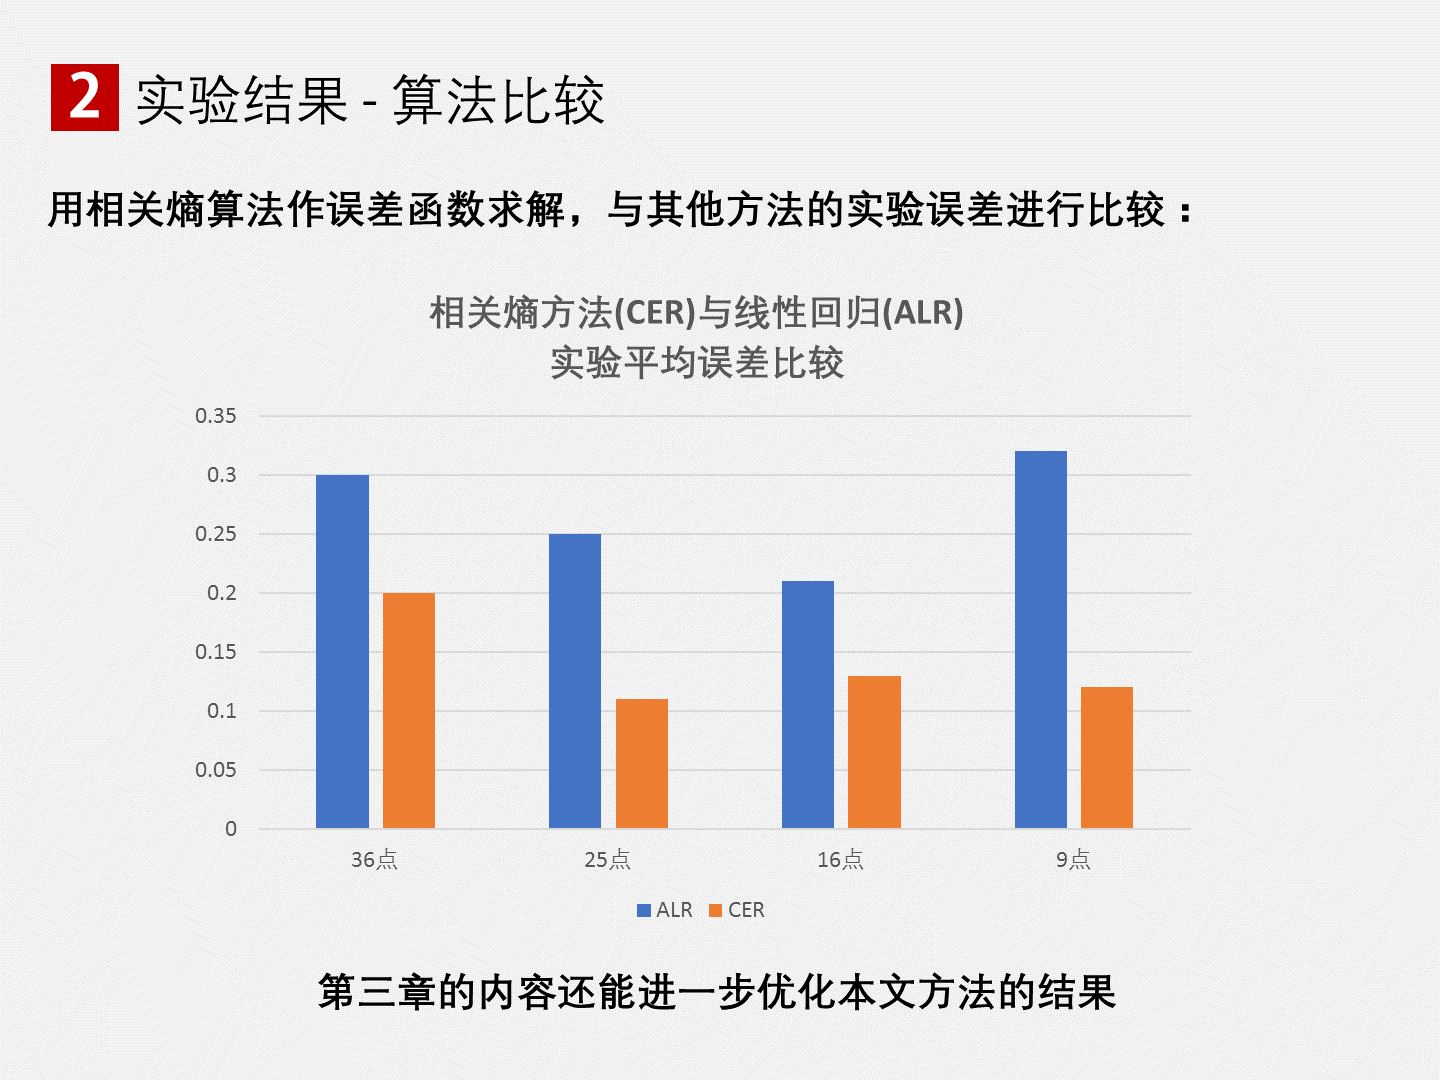 2 实验结果 - 算法比较
用相关熵算法作误差函数求解，与其他方法的实验误差进行比较：
相关熵方法(CER)与线性回归(ALR)
实验平均误差比较
0.35
0.3
0.25
0.2
0.15
0.1
0.05
0
36点 25点 16点 9点
ALR CER
第三章的内容还能进一步优化本文方法的结果